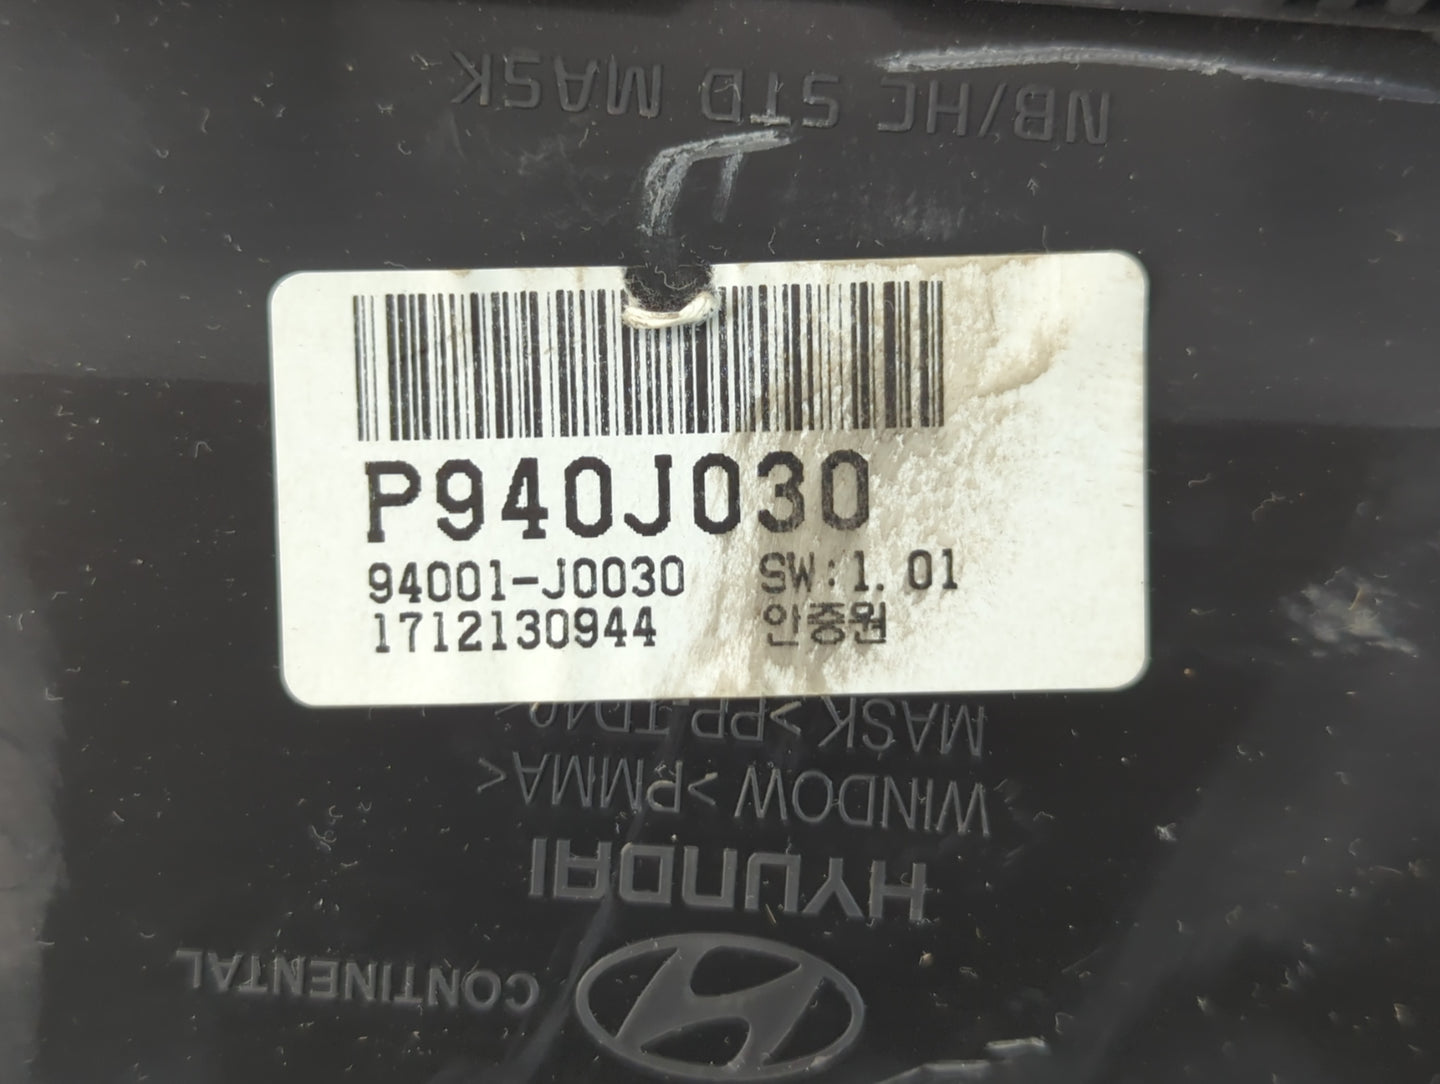 NB/HC STD MASK
P940J030
94001-J0030 SW:1.01
1712130944 안중원
MASK >PP-TD40<
WINDOW >PMMA<
HYUNDAI
CONTINENTAL